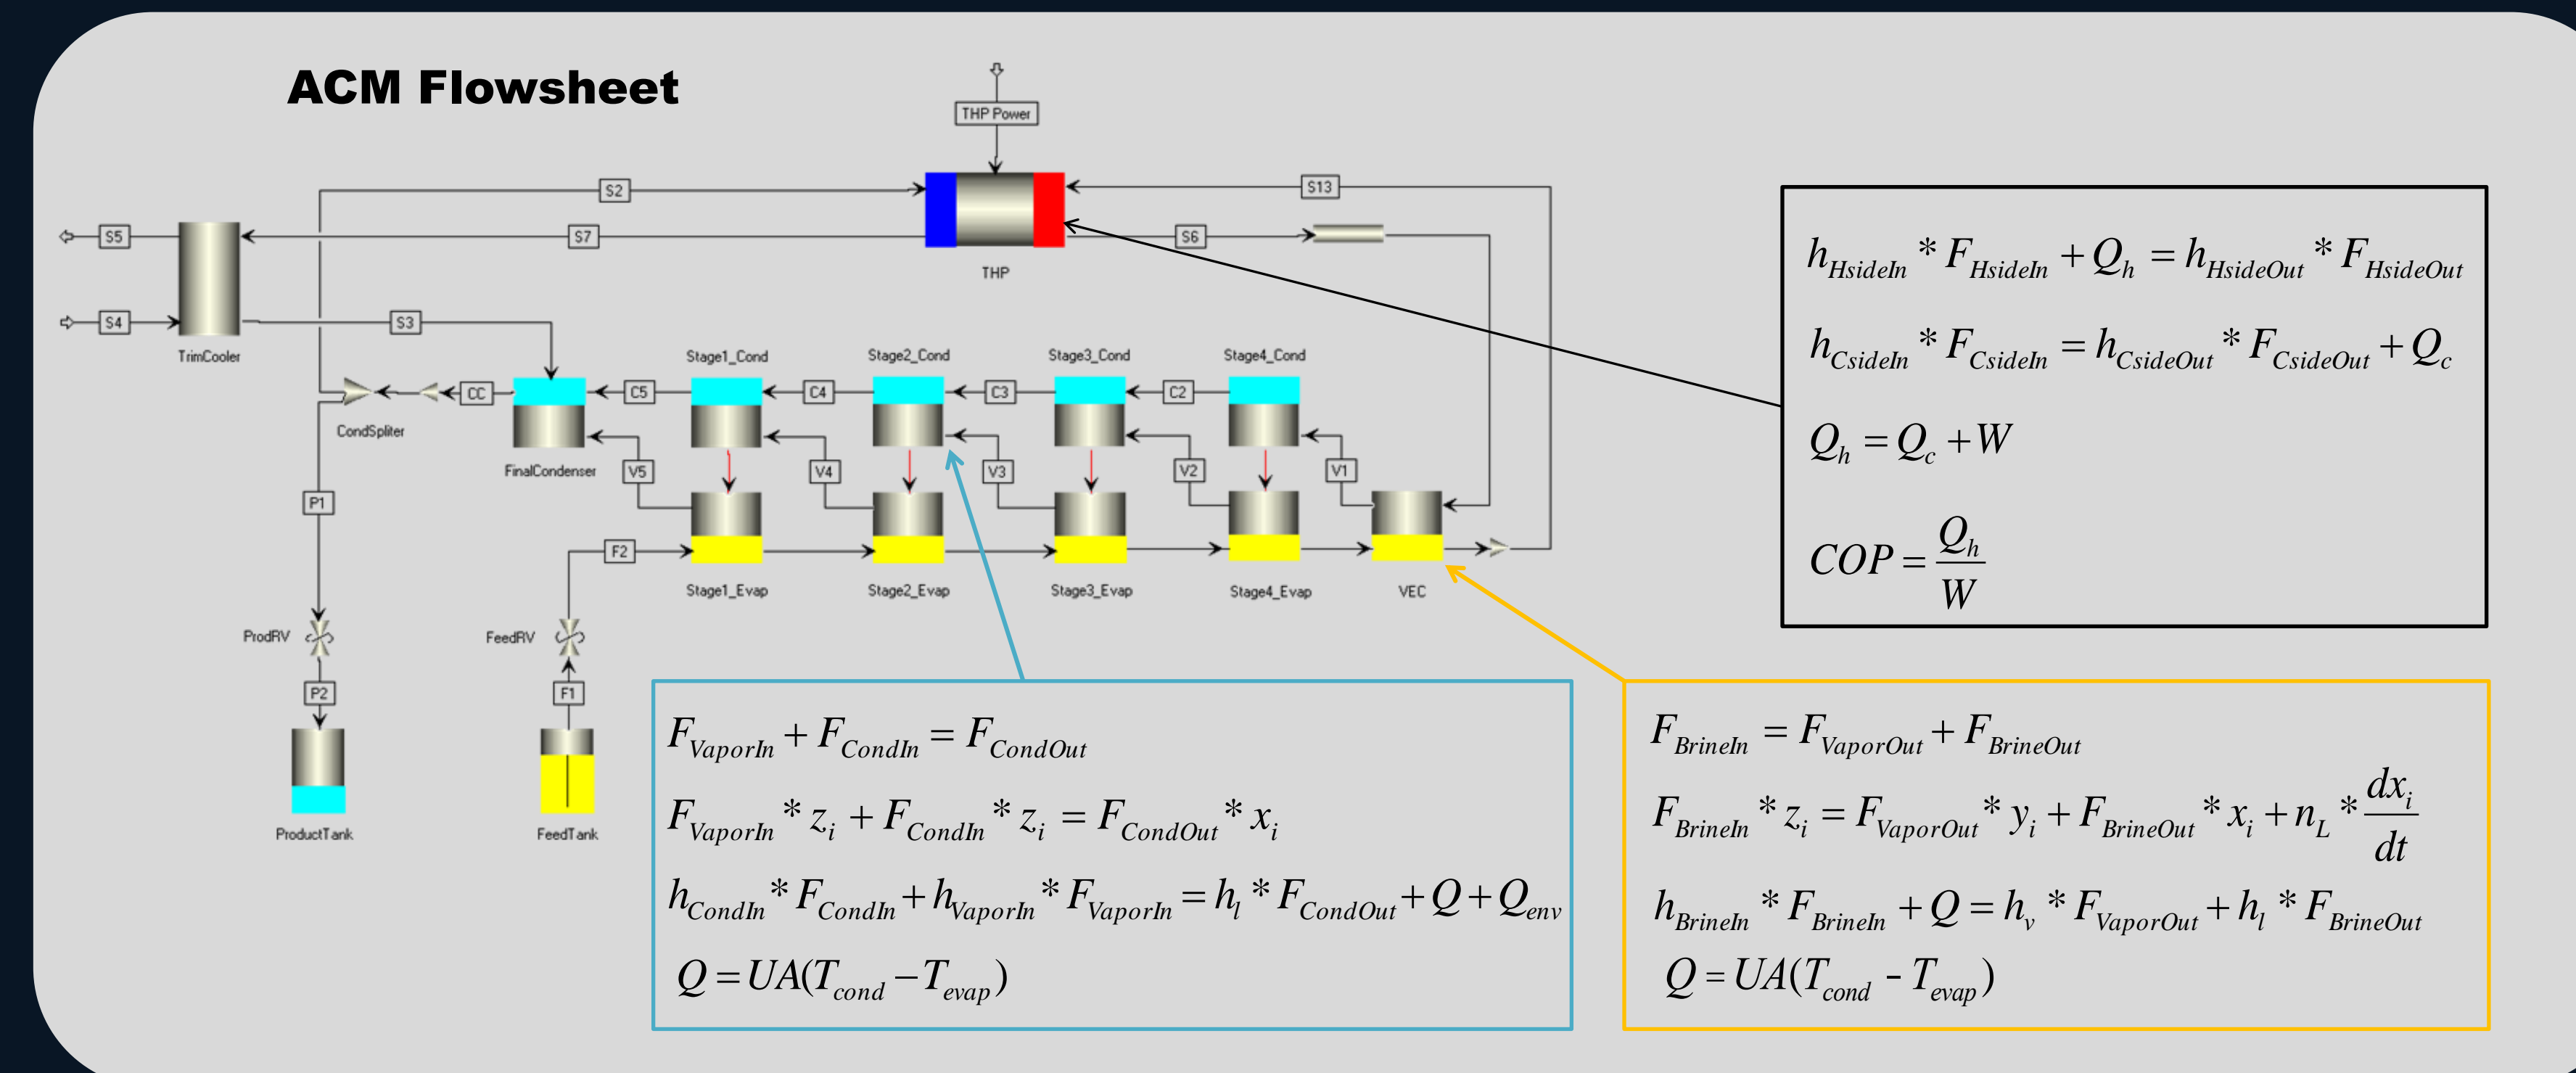 ACM Flowsheet
THP Power
S2
S13
S5
S7
S6
THP
S4
S3
TrimCooler
Stage1_Cond
Stage2_Cond
Stage3_Cond
Stage4_Cond
CC
C5
C4
C3
C2
CondSpliter
FinalCondenser
V5
V4
V3
V2
V1
P1
F2
Stage1_Evap
Stage2_Evap
Stage3_Evap
Stage4_Evap
VEC
ProdRV
FeedRV
P2
F1
ProductTank
FeedTank
h_HsideIn * F_HsideIn + Q_h = h_HsideOut * F_HsideOut
h_CsideIn * F_CsideIn = h_CsideOut * F_CsideOut + Q_c
Q_h = Q_c + W
COP = Q_h / W
F_VaporIn + F_CondIn = F_CondOut
F_VaporIn * z_i + F_CondIn * z_i = F_CondOut * x_i
h_CondIn * F_CondIn + h_VaporIn * F_VaporIn = h_l * F_CondOut + Q + Q_env
Q = UA(T_cond − T_evap)
F_BrineIn = F_VaporOut + F_BrineOut
F_BrineIn * z_i = F_VaporOut * y_i + F_BrineOut * x_i + n_L * dx_i / dt
h_BrineIn * F_BrineIn + Q = h_v * F_VaporOut + h_l * F_BrineOut
Q = UA(T_cond - T_evap)